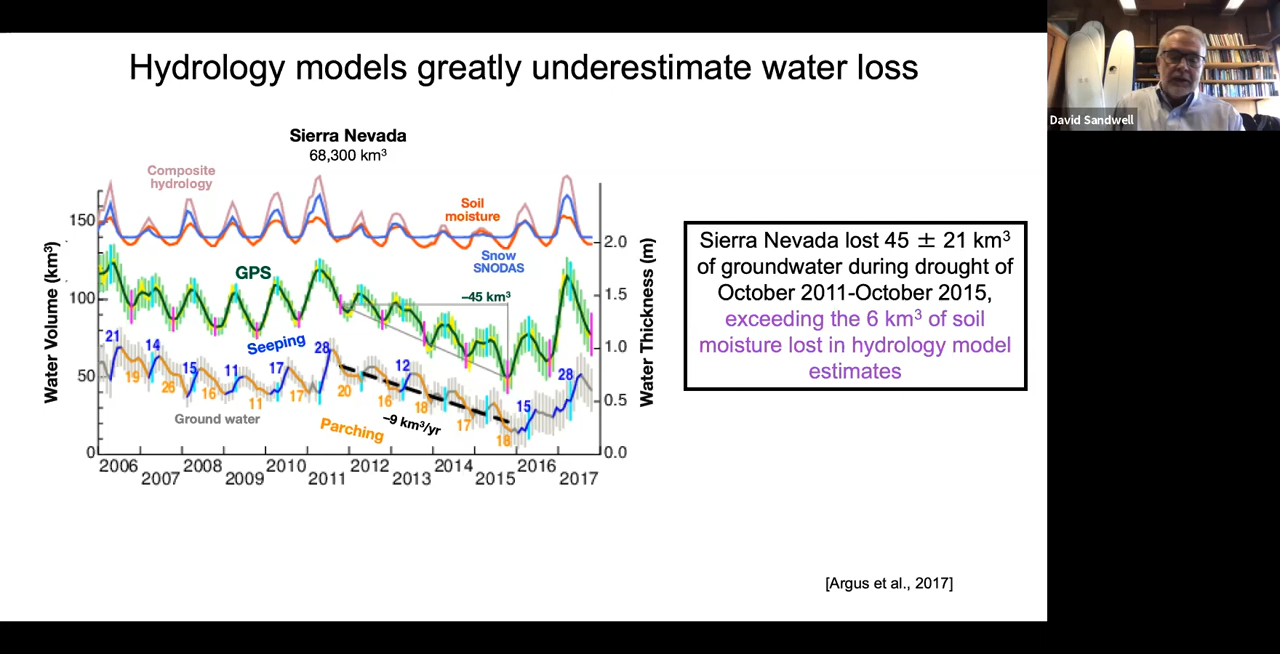 Hydrology models greatly underestimate water loss
David Sandwell
Sierra Nevada
68,300 km³
Composite
hydrology
Soil
moisture
Snow
SNODAS
GPS
–45 km³
Seeping
Ground water
Parching
–9 km³/yr
21
14
15
11
17
28
12
15
28
19
26
16
11
17
20
16
18
17
18
Water Volume (km³)
150
100
50
0
Water Thickness (m)
2.0
1.5
1.0
0.5
0.0
2006 2008 2010 2012 2014 2016
2007 2009 2011 2013 2015 2017
Sierra Nevada lost 45 ± 21 km³
of groundwater during drought of
October 2011-October 2015,
exceeding the 6 km³ of soil
moisture lost in hydrology model
estimates
[Argus et al., 2017]